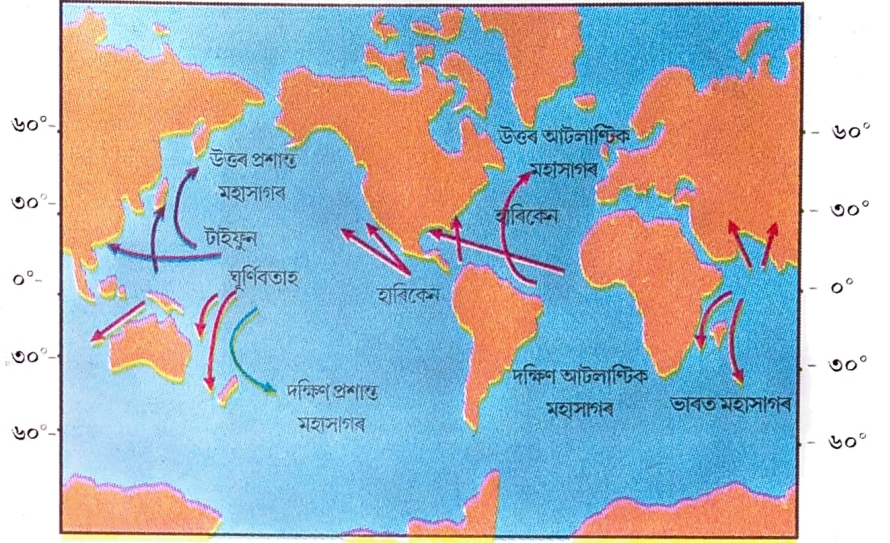 ৬০°
৩০°
০°
৩০°
৬০°
উত্তৰ প্ৰশান্ত
মহাসাগৰ
টাইফুন
ঘূৰ্ণিবতাহ
দক্ষিণ প্ৰশান্ত
মহাসাগৰ
হাৰিকেন
উত্তৰ আটলাণ্টিক
মহাসাগৰ
হাৰিকেন
দক্ষিণ আটলাণ্টিক
মহাসাগৰ
ভাৰত মহাসাগৰ
৬০°
৩০°
০°
৩০°
৬০°